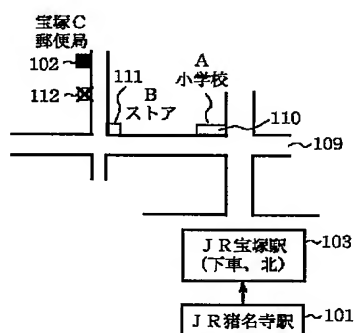 宝塚C
郵便局
102
112
111
B
ストア
A
小学校
110
109
JR宝塚駅
(下車、北)
103
JR猪名寺駅
101